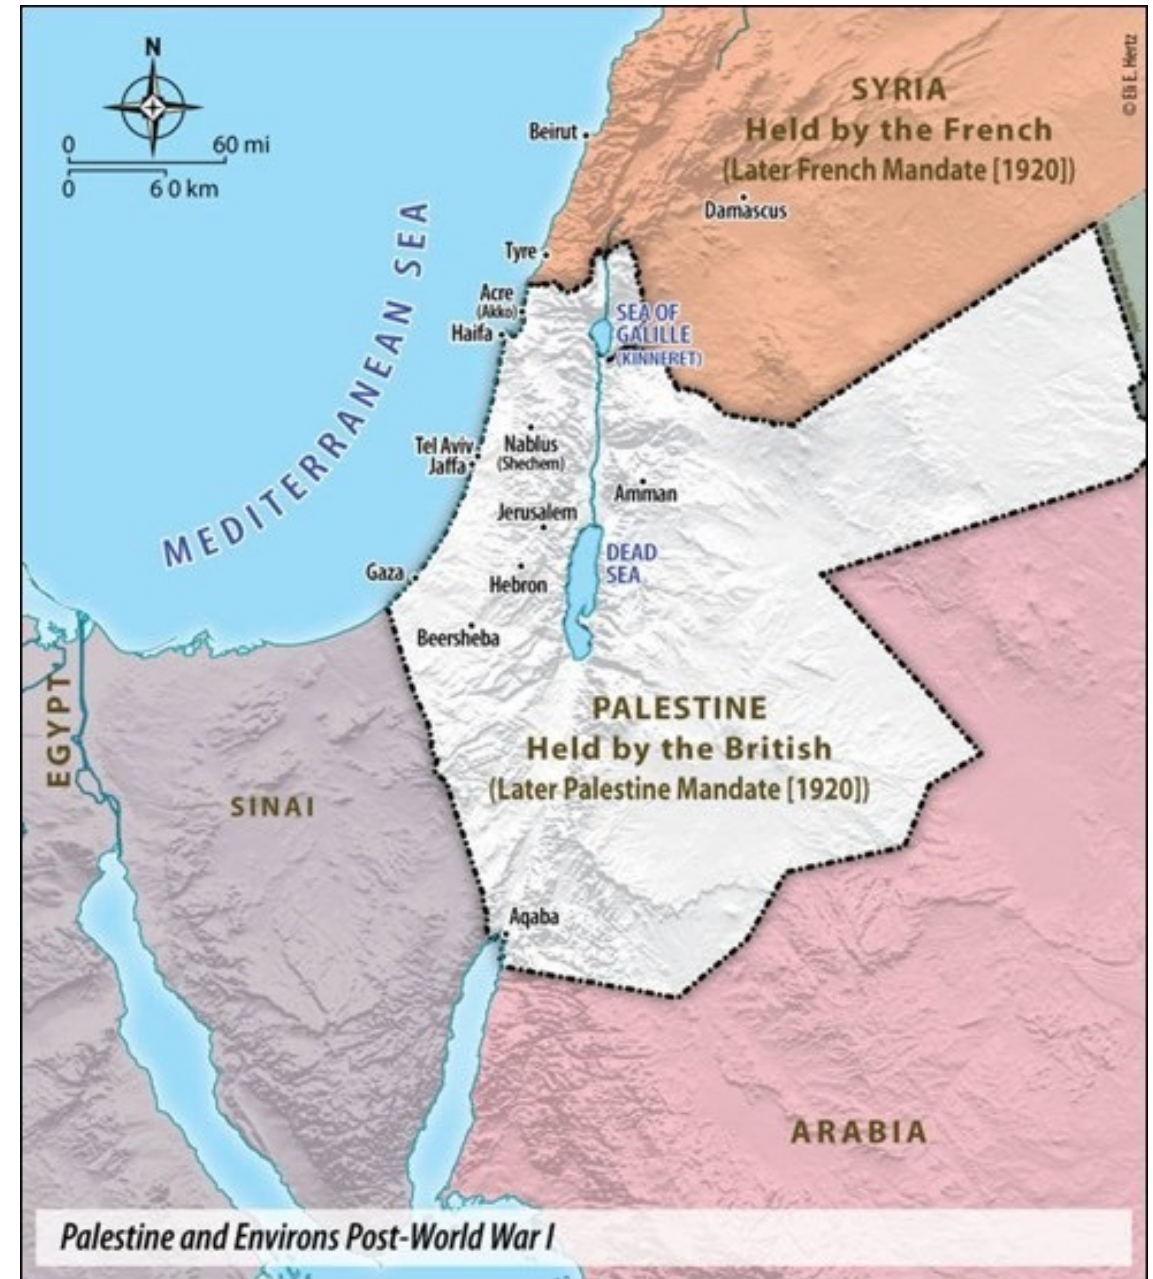 N
0 60 mi
0 60 km
© Eli E. Hertz
SYRIA
Held by the French
(Later French Mandate [1920])
Beirut
Damascus
MEDITERRANEAN SEA
Tyre
Acre
(Akko)
Haifa
SEA OF
GALILLE
(KINNERET)
Tel Aviv
Jaffa
Nablus
(Shechem)
Amman
Jerusalem
DEAD
SEA
Gaza
Hebron
Beersheba
EGYPT
SINAI
PALESTINE
Held by the British
(Later Palestine Mandate [1920])
Aqaba
ARABIA
Palestine and Environs Post-World War I